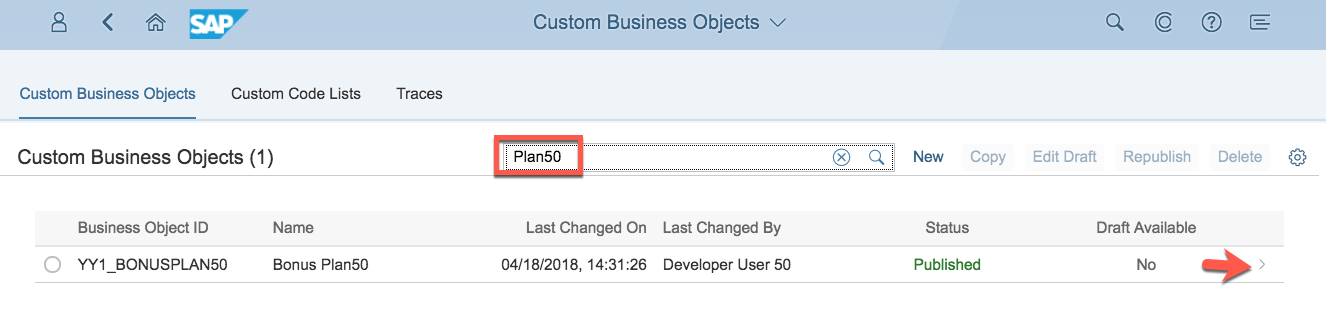 SAP Custom Business Objects
Custom Business Objects Custom Code Lists Traces
Custom Business Objects (1) Plan50 New Copy Edit Draft Republish Delete
Business Object ID Name Last Changed On Last Changed By Status Draft Available
YY1_BONUSPLAN50 Bonus Plan50 04/18/2018, 14:31:26 Developer User 50 Published No